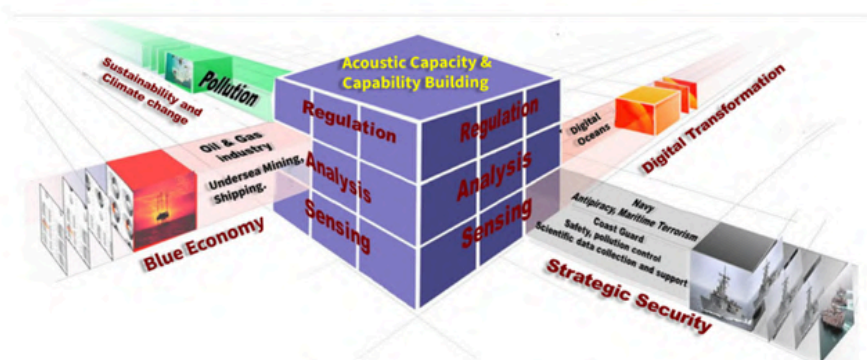 Acoustic Capacity &
Capability Building
Regulation
Analysis
Sensing
Regulation
Analysis
Sensing
Pollution
Sustainability and
Climate change
Oil & Gas
industry
Undersea Mining,
Shipping,
Blue Economy
Digital
Oceans
Digital Transformation
Navy
Antipiracy, Maritime Terrorism
Coast Guard
Safety, pollution control
Scientific data collection and support
Strategic Security